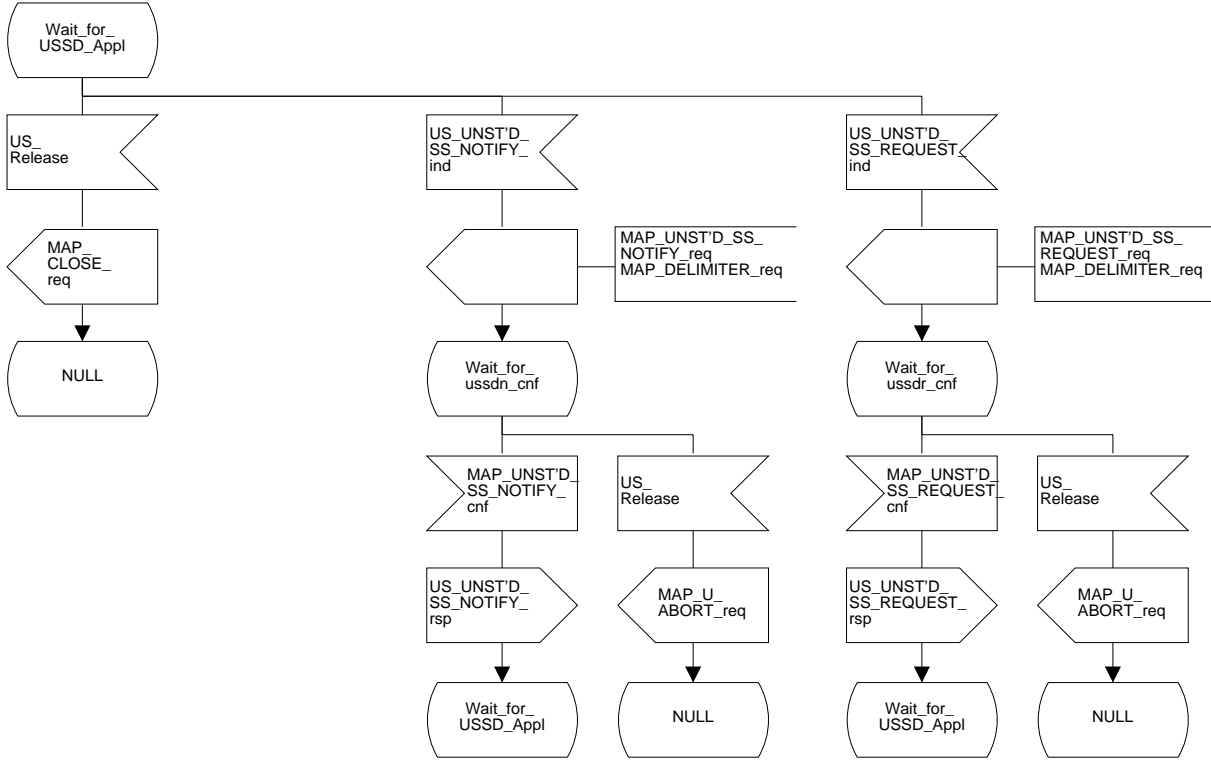 Wait_for_
USSD_Appl
US_
Release
US_UNST'D_
SS_NOTIFY_
ind
US_UNST'D_
SS_REQUEST_
ind
MAP_
CLOSE_
req
MAP_UNST'D_SS_
NOTIFY_req
MAP_DELIMITER_req
MAP_UNST'D_SS_
REQUEST_req
MAP_DELIMITER_req
NULL
Wait_for_
ussdn_cnf
Wait_for_
ussdr_cnf
MAP_UNST'D_
SS_NOTIFY_
cnf
US_
Release
MAP_UNST'D_
SS_REQUEST_
cnf
US_
Release
US_UNST'D_
SS_NOTIFY_
rsp
MAP_U_
ABORT_req
US_UNST'D_
SS_REQUEST_
rsp
MAP_U_
ABORT_req
Wait_for_
USSD_Appl
NULL
Wait_for_
USSD_Appl
NULL